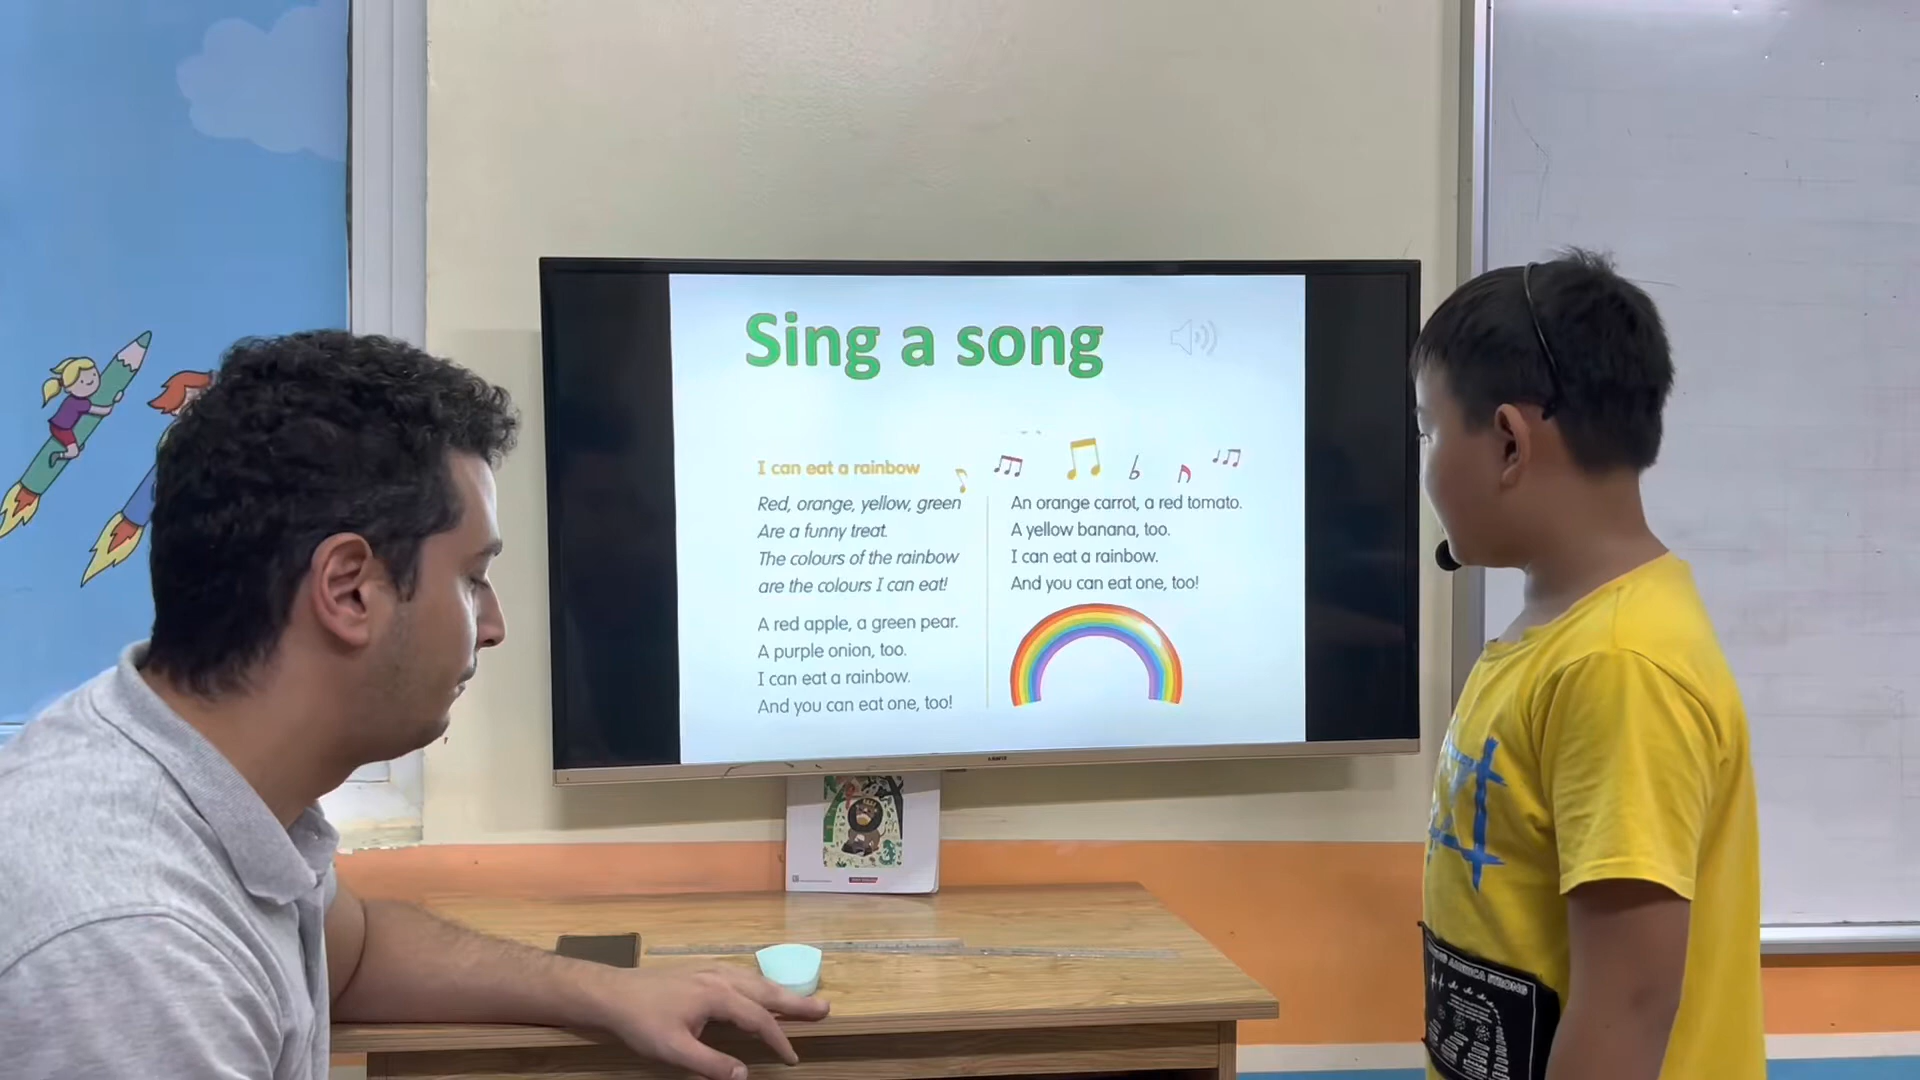 Sing a song
I can eat a rainbow
Red, orange, yellow, green
Are a funny treat.
The colours of the rainbow
are the colours I can eat!
A red apple, a green pear.
A purple onion, too.
I can eat a rainbow.
And you can eat one, too!
An orange carrot, a red tomato.
A yellow banana, too.
I can eat a rainbow.
And you can eat one, too!
STRONG